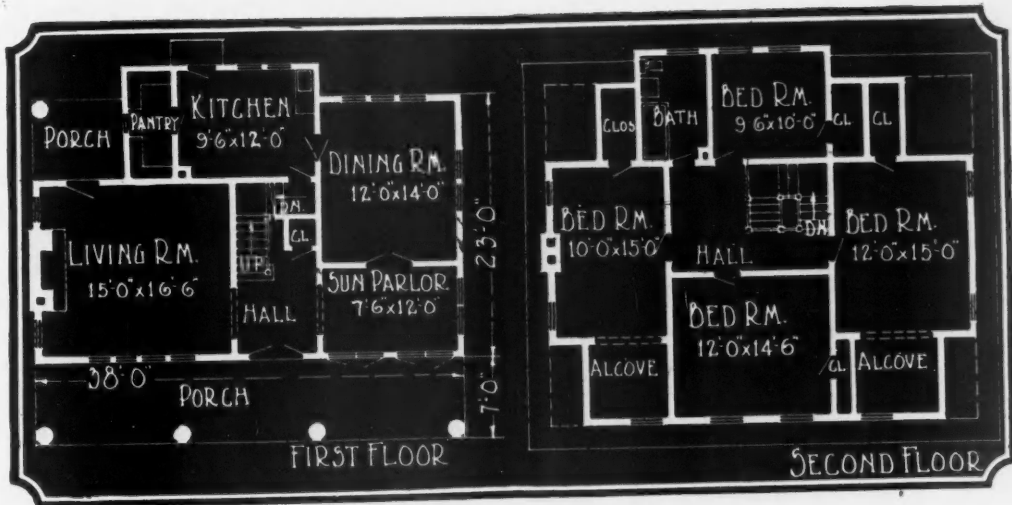 KITCHEN
9'-6"x12'-0"
PORCH
PANTRY
DINING RM.
12'-0"x14'-0"
DN.
CL
LIVING RM.
15'-0"x16'-6"
UP
HALL
SUN PARLOR
7'-6"x12'-0"
23'-0"
38'-0"
PORCH
7'-0"
FIRST FLOOR
BED RM.
9'-6"x10'-0"
CLOS
BATH
CL
CL
BED RM.
10'-0"x15'-0"
HALL
DN.
BED RM.
12'-0"x15'-0"
BED RM.
12'-0"x14'-6"
ALCOVE
CL
ALCOVE
SECOND FLOOR